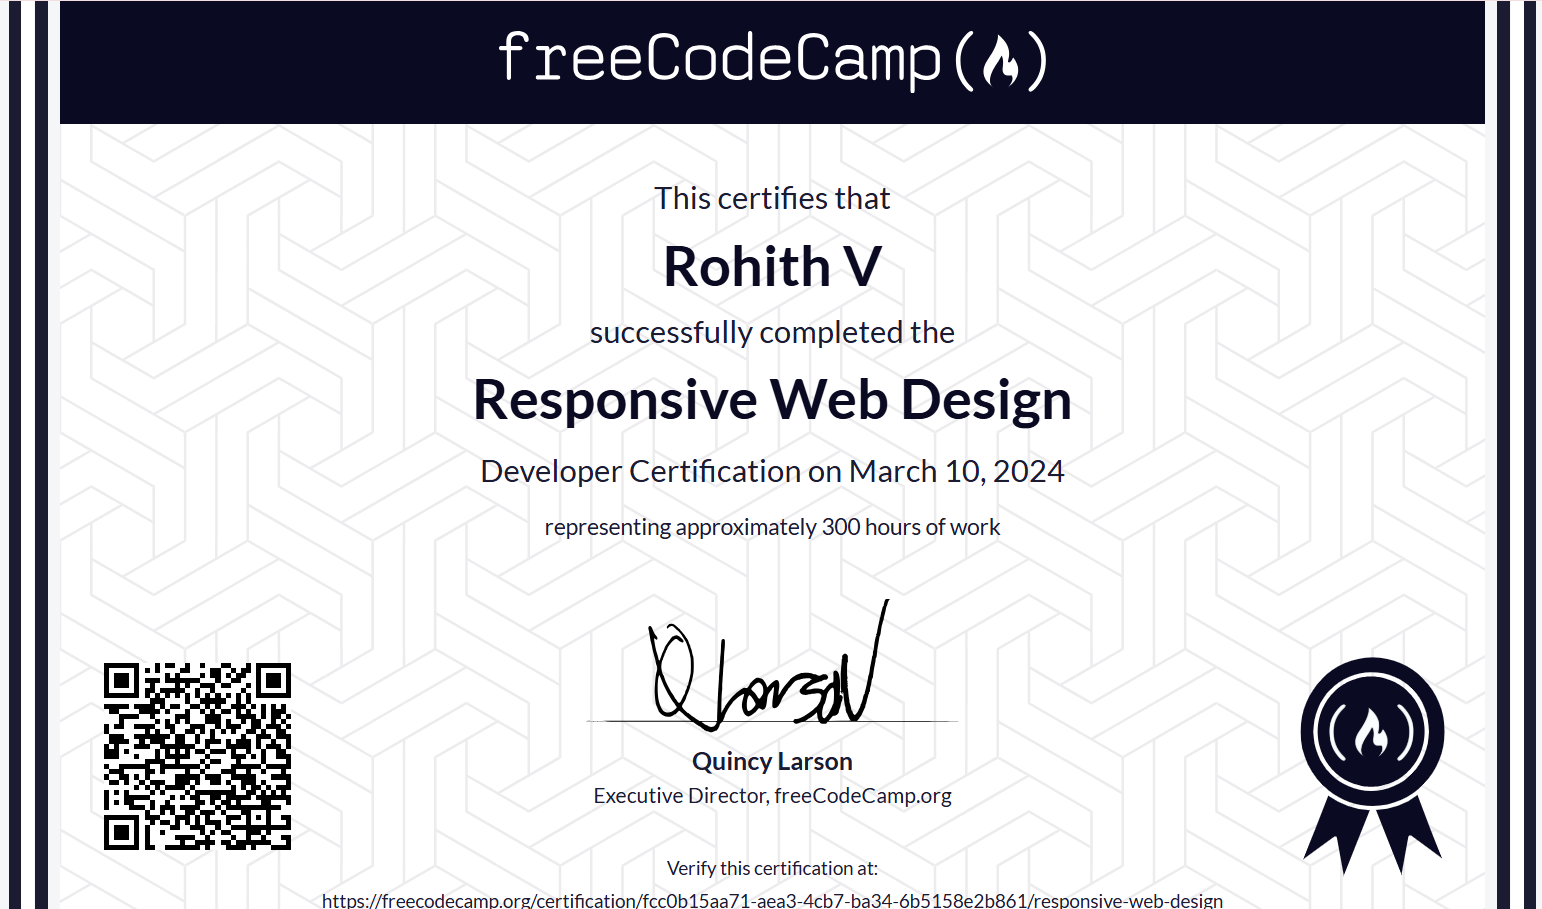 freeCodeCamp
This certifies that
Rohith V
successfully completed the
Responsive Web Design
Developer Certification on March 10, 2024
representing approximately 300 hours of work
Quincy Larson
Executive Director, freeCodeCamp.org
Verify this certification at:
https://freecodecamp.org/certification/fcc0b15aa71-aea3-4cb7-ba34-6b5158e2b861/responsive-web-design